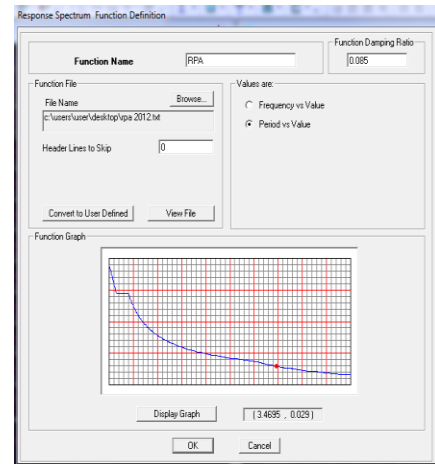 Response Spectrum Function Definition
Function Damping Ratio
Function Name
RPA
0.085
Function File
Values are:
File Name
Browse...
c:\users\user\desktop\rpa 2012.txt
Frequency vs Value
Period vs Value
Header Lines to Skip
0
Convert to User Defined
View File
Function Graph
Display Graph
(3.4695 , 0.029)
OK
Cancel